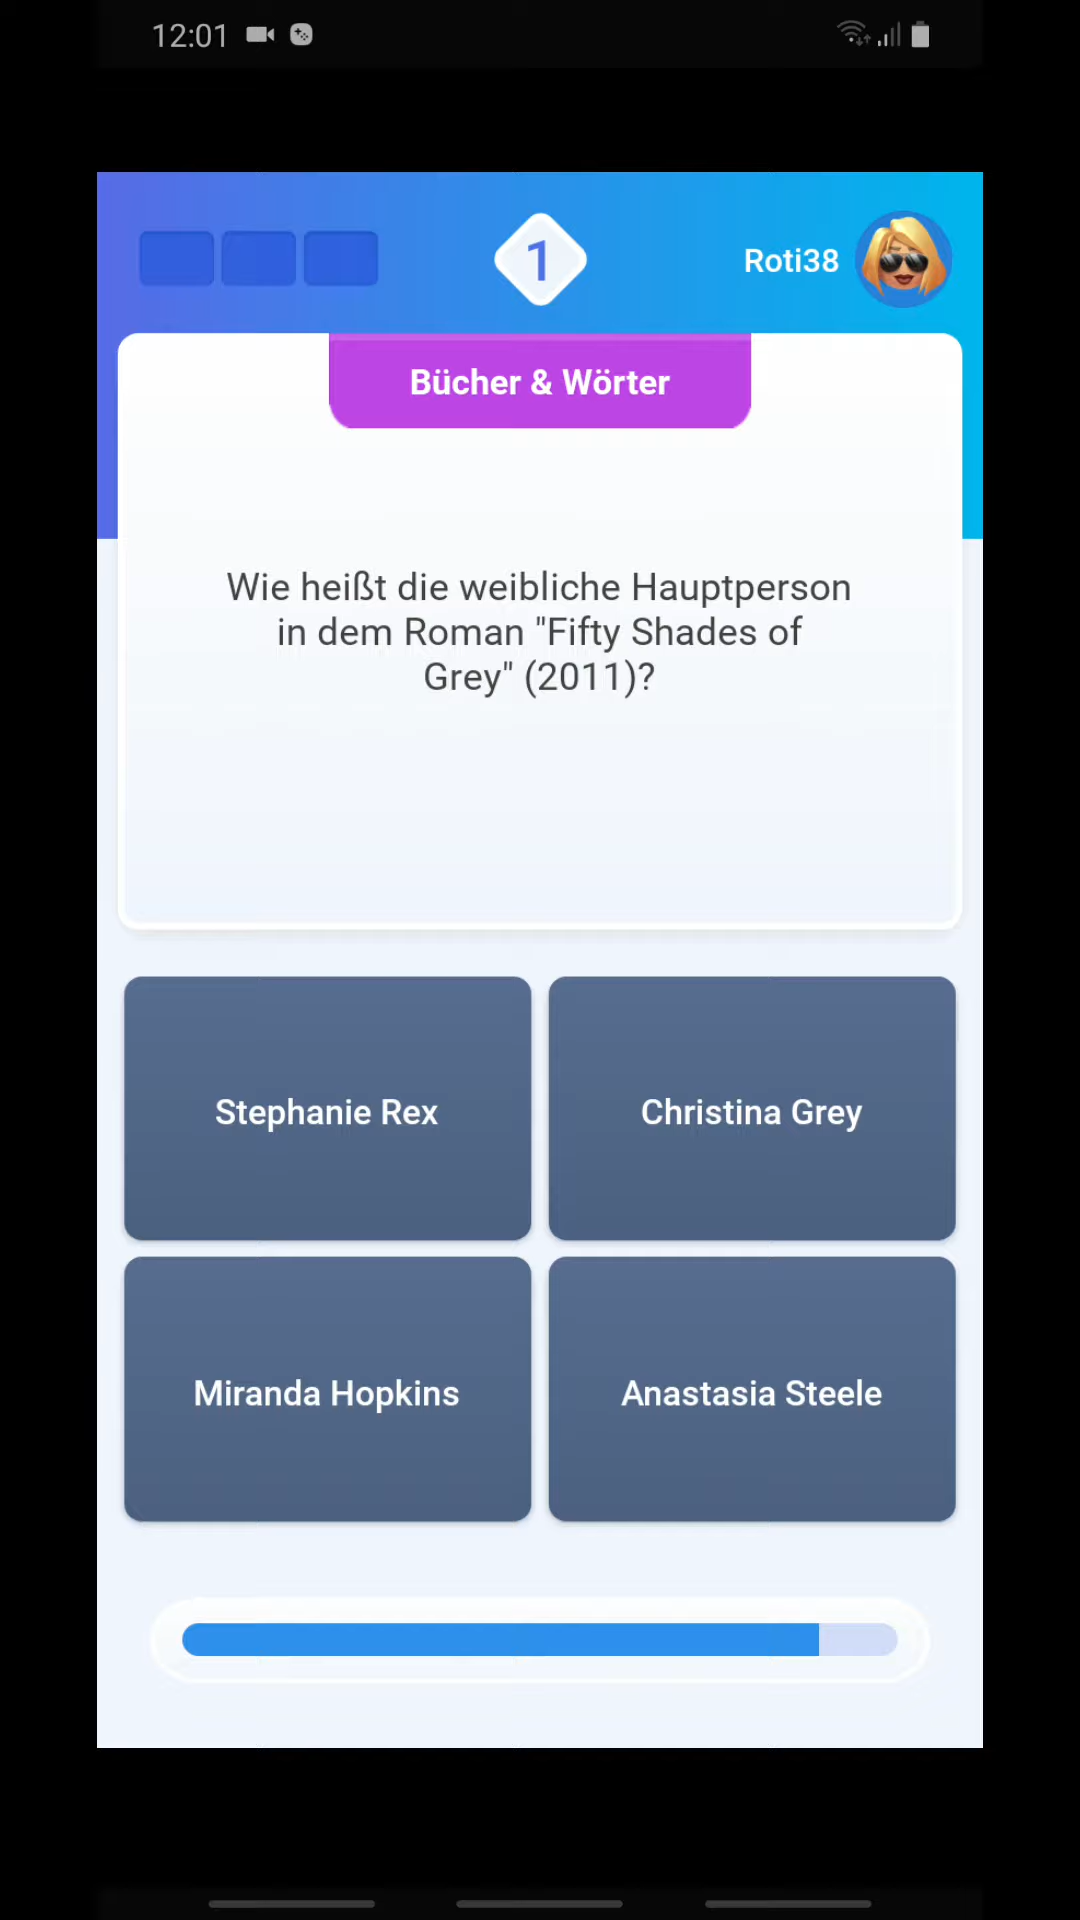 12:01
1
Roti38
Bücher & Wörter
Wie heißt die weibliche Hauptperson
in dem Roman "Fifty Shades of
Grey" (2011)?
Stephanie Rex
Christina Grey
Miranda Hopkins
Anastasia Steele